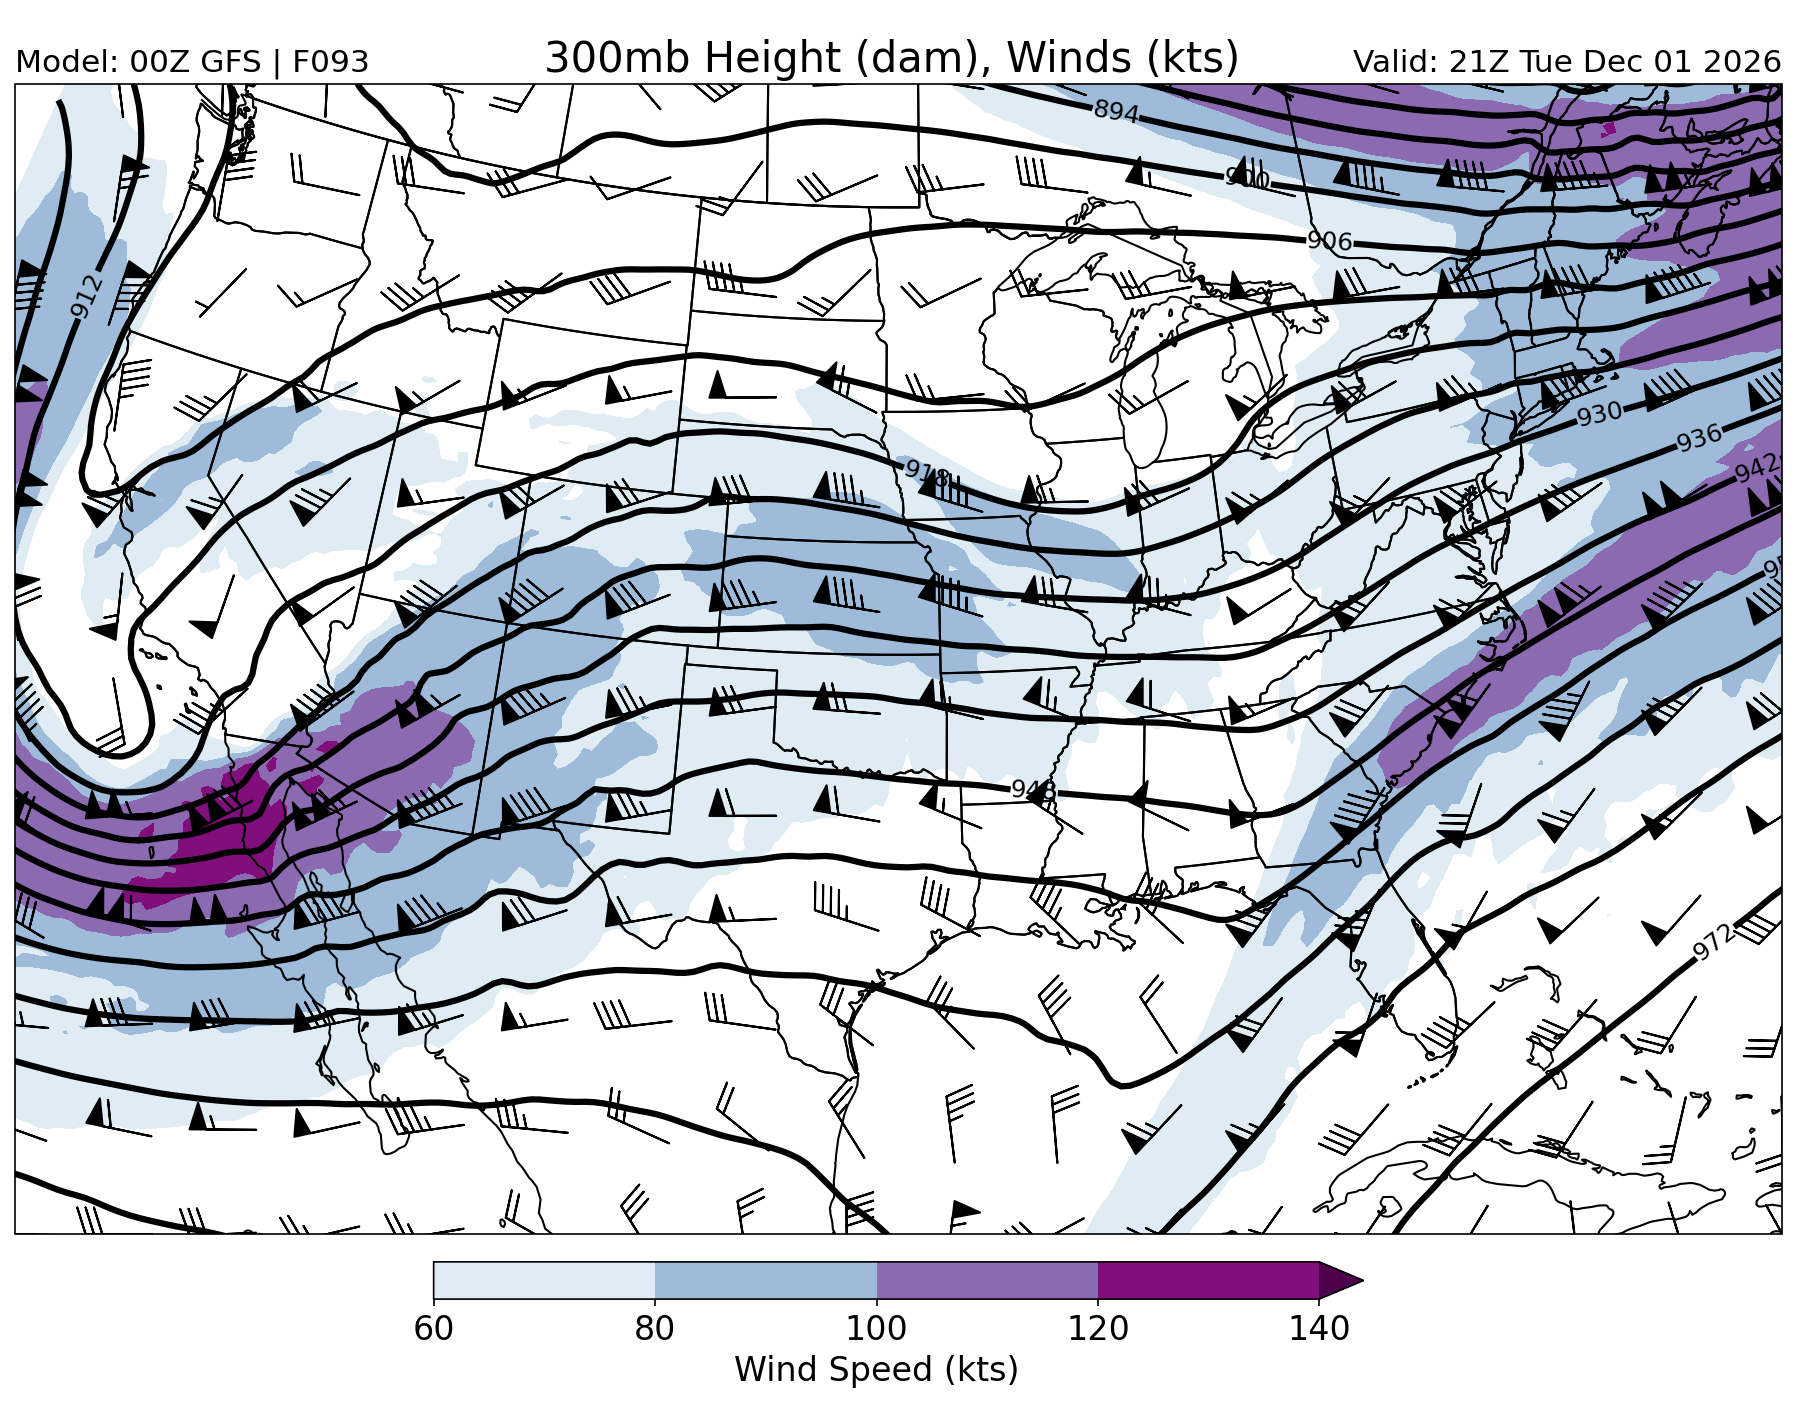 Model: 00Z GFS | F093
300mb Height (dam), Winds (kts)
Valid: 21Z Tue Dec 01 2026
894
900
906
912
918
930
936
942
948
972
60 80 100 120 140
Wind Speed (kts)